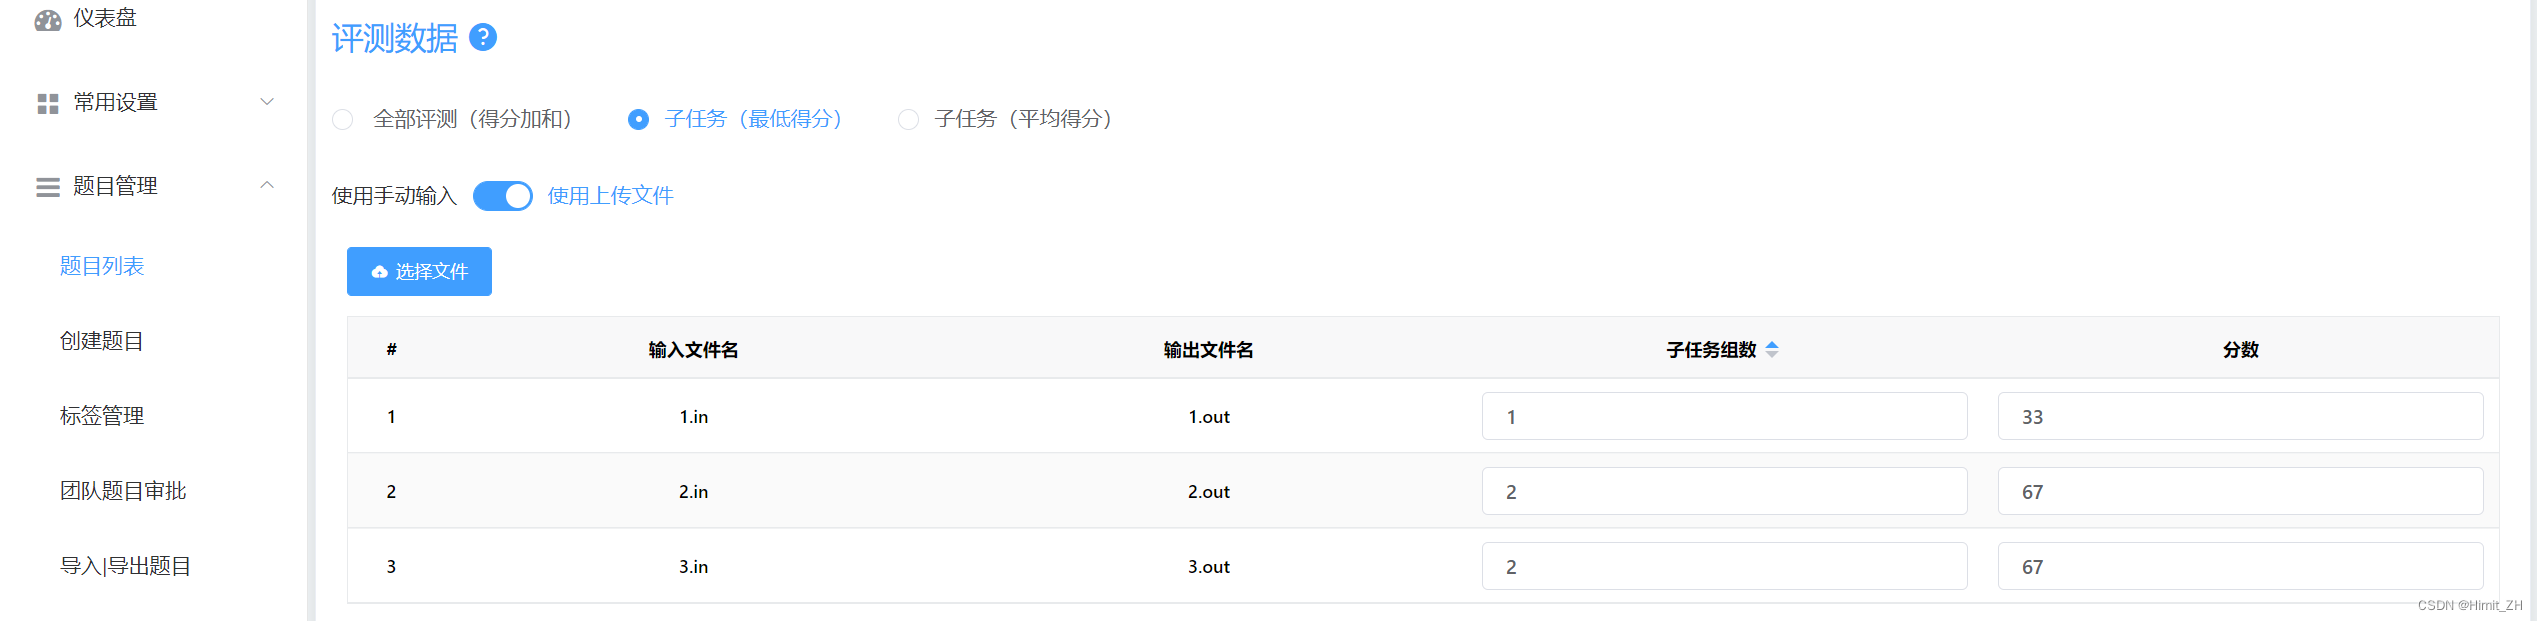 仪表盘
常用设置
题目管理
题目列表
创建题目
标签管理
团队题目审批
导入|导出题目
评测数据 ?
全部评测（得分加和） 子任务（最低得分） 子任务（平均得分）
使用手动输入 使用上传文件
选择文件
# 输入文件名 输出文件名 子任务组数 分数
1 1.in 1.out 1 33
2 2.in 2.out 2 67
3 3.in 3.out 2 67
CSDN @Himit_ZH